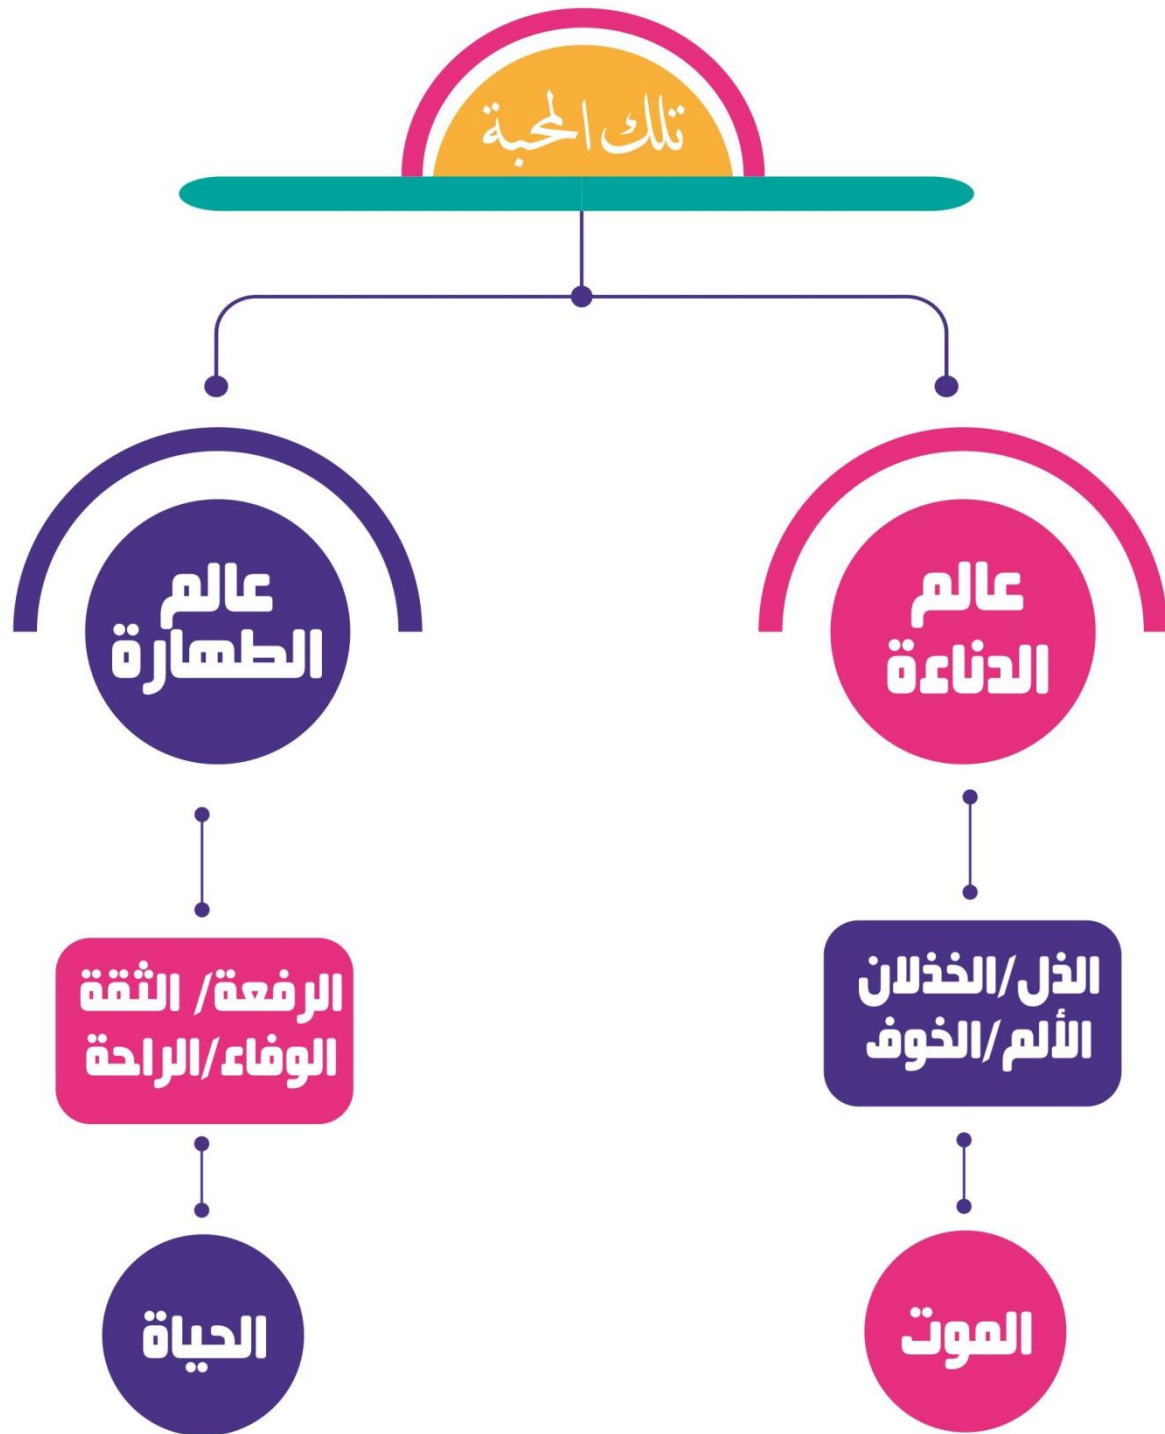 تلك المحبة
عالم
الدناءة
عالم
الطهارة
الذل/الخذلان
الألم/الخوف
الرفعة/ الثقة
الوفاء/الراحة
الموت
الحياة